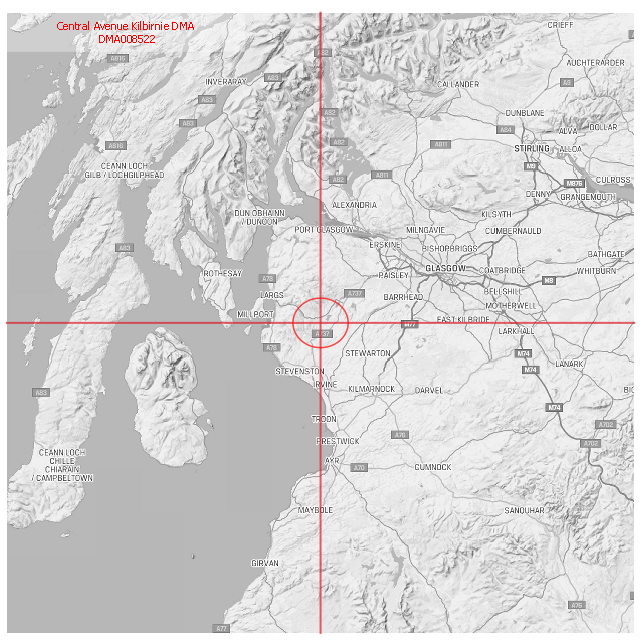 Central Avenue Kilbirnie DMA
DMA008522
CRIEFF
A82
A816
AUCHTERARDER
INVERARAY
A83
CALLANDER
A9
A83
DUNBLANE
A82
A83
A84
ALVA
DOLLAR
A816
A82
A811
STIRLING
ALLOA
CEANN LOCH
GILB / LOCHGILPHEAD
M9
A82
A811
M876
CULROSS
DENNY
GRANGEMOUTH
ALEXANDRIA
DUN OBHAINN
/ DUNOON
KILSYTH
PORT GLASGOW
MILNGAVIE
CUMBERNAULD
A83
ERSKINE
BISHOPBRIGGS
BATHGATE
ROTHESAY
A78
PAISLEY
GLASGOW
COATBRIDGE
WHITBURN
M8
LARGS
A737
BARRHEAD
BELLSHILL
MOTHERWELL
MILLPORT
M77
EAST KILBRIDE
A737
LARKHALL
A78
STEWARTON
M74
LANARK
STEVENSTON
M74
IRVINE
KILMARNOCK
DARVEL
A83
M74
TROON
A702
PRESTWICK
A76
A702
CEANN LOCH
CHILLE
CHIARAIN
/ CAMPBELTOWN
AYR
A70
CUMNOCK
MAYBOLE
SANQUHAR
GIRVAN
A76
A77